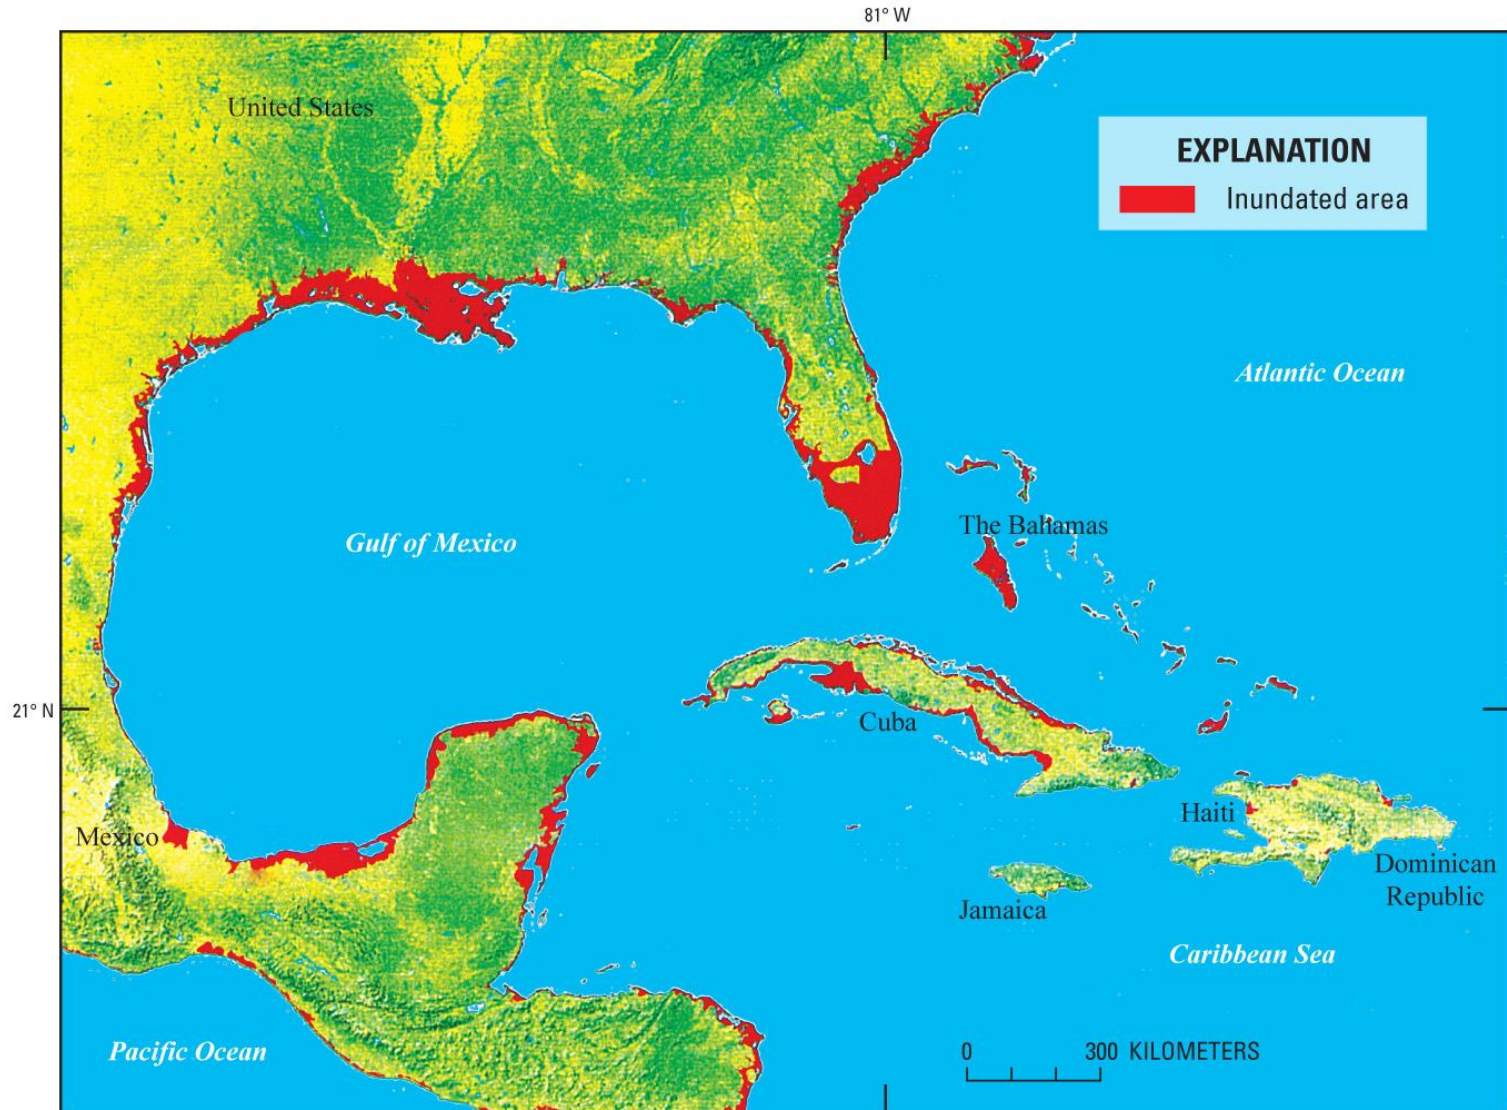 81° W
United States
EXPLANATION
Inundated area
Atlantic Ocean
The Bahamas
Gulf of Mexico
21° N
Cuba
Haiti
Mexico
Dominican
Republic
Jamaica
Caribbean Sea
Pacific Ocean
0 300 KILOMETERS